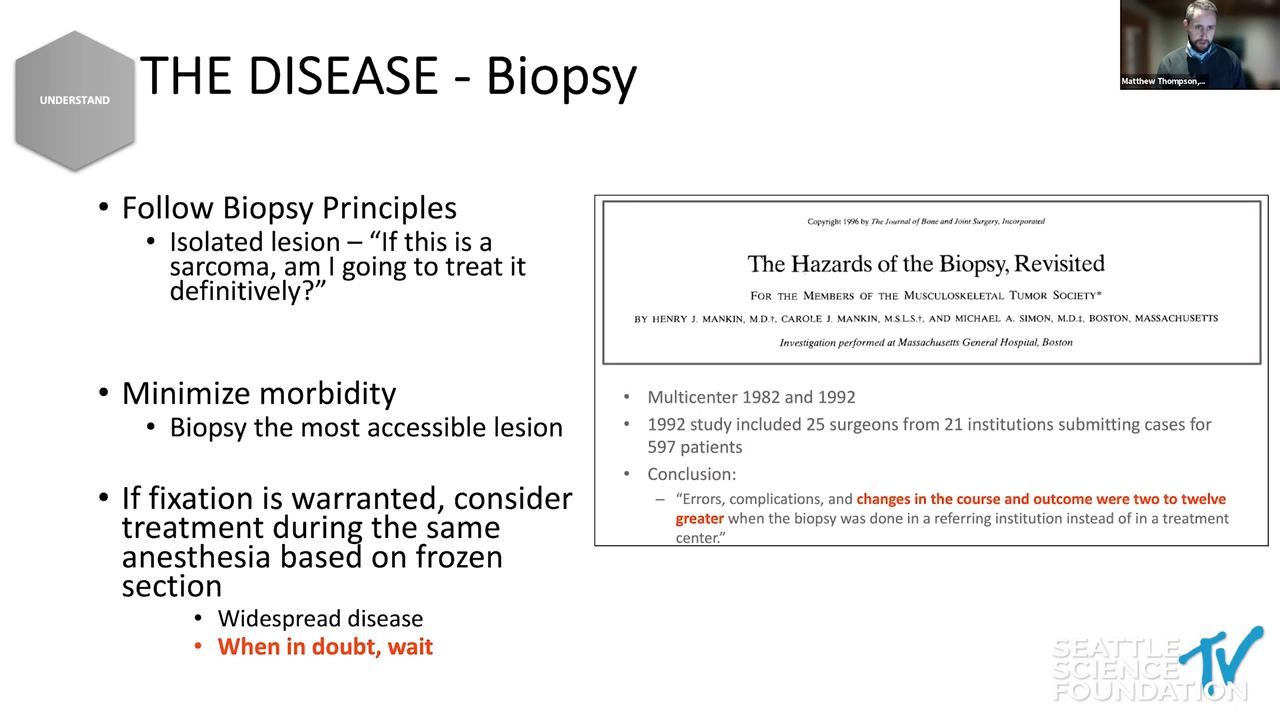 UNDERSTAND
THE DISEASE - Biopsy
Matthew Thompson,...
• Follow Biopsy Principles
• Isolated lesion – “If this is a
sarcoma, am I going to treat it
definitively?”
• Minimize morbidity
• Biopsy the most accessible lesion
• If fixation is warranted, consider
treatment during the same
anesthesia based on frozen
section
• Widespread disease
• When in doubt, wait
Copyright 1996 by The Journal of Bone and Joint Surgery, Incorporated
The Hazards of the Biopsy, Revisited
FOR THE MEMBERS OF THE MUSCULOSKELETAL TUMOR SOCIETY*
BY HENRY J. MANKIN, M.D.†, CAROLE J. MANKIN, M.S.L.S.†, AND MICHAEL A. SIMON, M.D.‡, BOSTON, MASSACHUSETTS
Investigation performed at Massachusetts General Hospital, Boston
• Multicenter 1982 and 1992
• 1992 study included 25 surgeons from 21 institutions submitting cases for
597 patients
• Conclusion:
– “Errors, complications, and changes in the course and outcome were two to twelve
greater when the biopsy was done in a referring institution instead of in a treatment
center.”
SEATTLE
SCIENCE
FOUNDATION
TV
.ORG